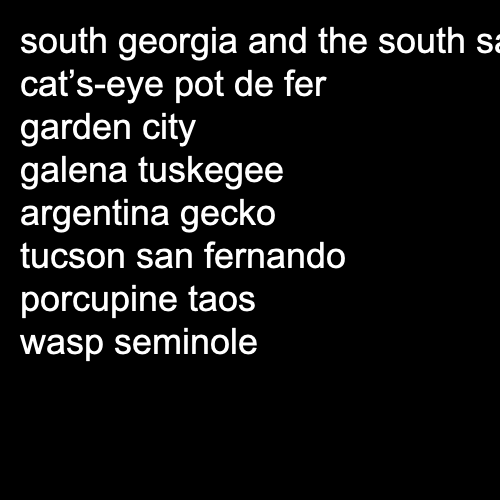 south georgia and the south
cat’s-eye pot de fer
garden city
galena tuskegee
argentina gecko
tucson san fernando
porcupine taos
wasp seminole